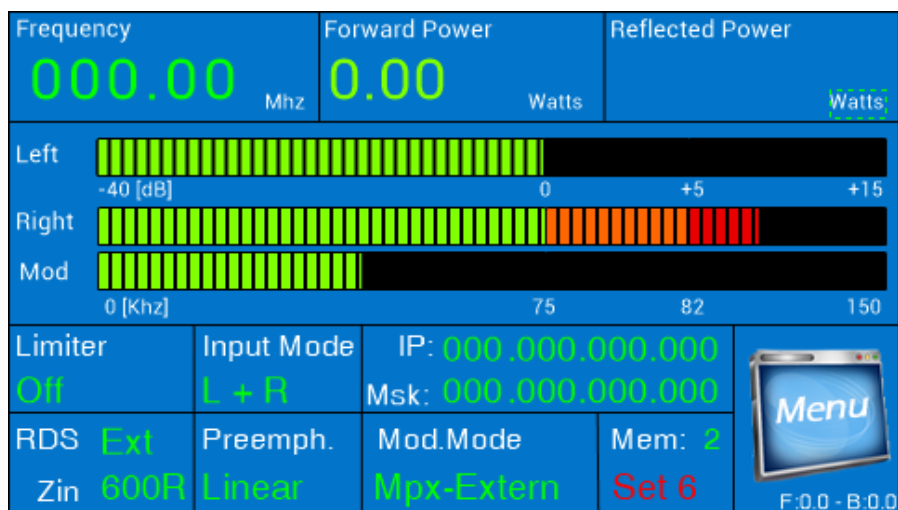 Frequency
000.00 Mhz
Forward Power
0.00 Watts
Reflected Power
Watts
Left
-40 [dB] 0 +5 +15
Right
Mod
0 [Khz] 75 82 150
Limiter
Off
Input Mode
L + R
IP: 000.000.000.000
Msk: 000.000.000.000
Menu
RDS Ext
Zin 600R
Preemph.
Linear
Mod.Mode
Mpx-Extern
Mem: 2
Set 6
F:0.0 - B:0.0